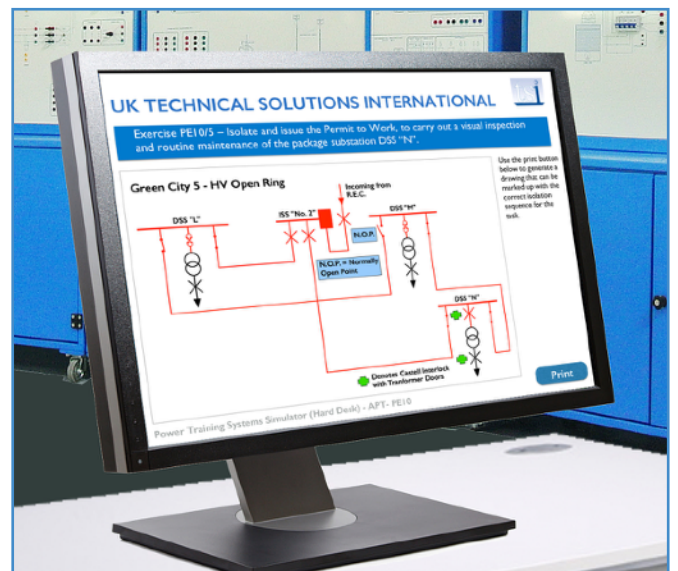 UK TECHNICAL SOLUTIONS INTERNATIONAL
Exercise PE10/5 – Isolate and issue the Permit to Work, to carry out a visual inspection
and routine maintenance of the package substation DSS "N".
Green City 5 - HV Open Ring
Use the print button
below to generate a
drawing that can be
marked up with the
correct isolation
sequence for the
task.
Incoming from
R.E.C.
DSS "L"
ISS "No. 2"
DSS "H"
N.O.P.
N.O.P. = Normally
Open Point
DSS "N"
Denotes Castell Interlock
with Tranformer Doors
Print
Power Training Systems Simulator (Hard Desk) - APT- PE10